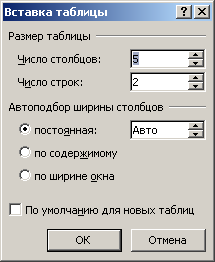 Вставка таблицы
Размер таблицы
Число столбцов: 5
Число строк: 2
Автоподбор ширины столбцов
постоянная: Авто
по содержимому
по ширине окна
По умолчанию для новых таблиц
ОК Отмена